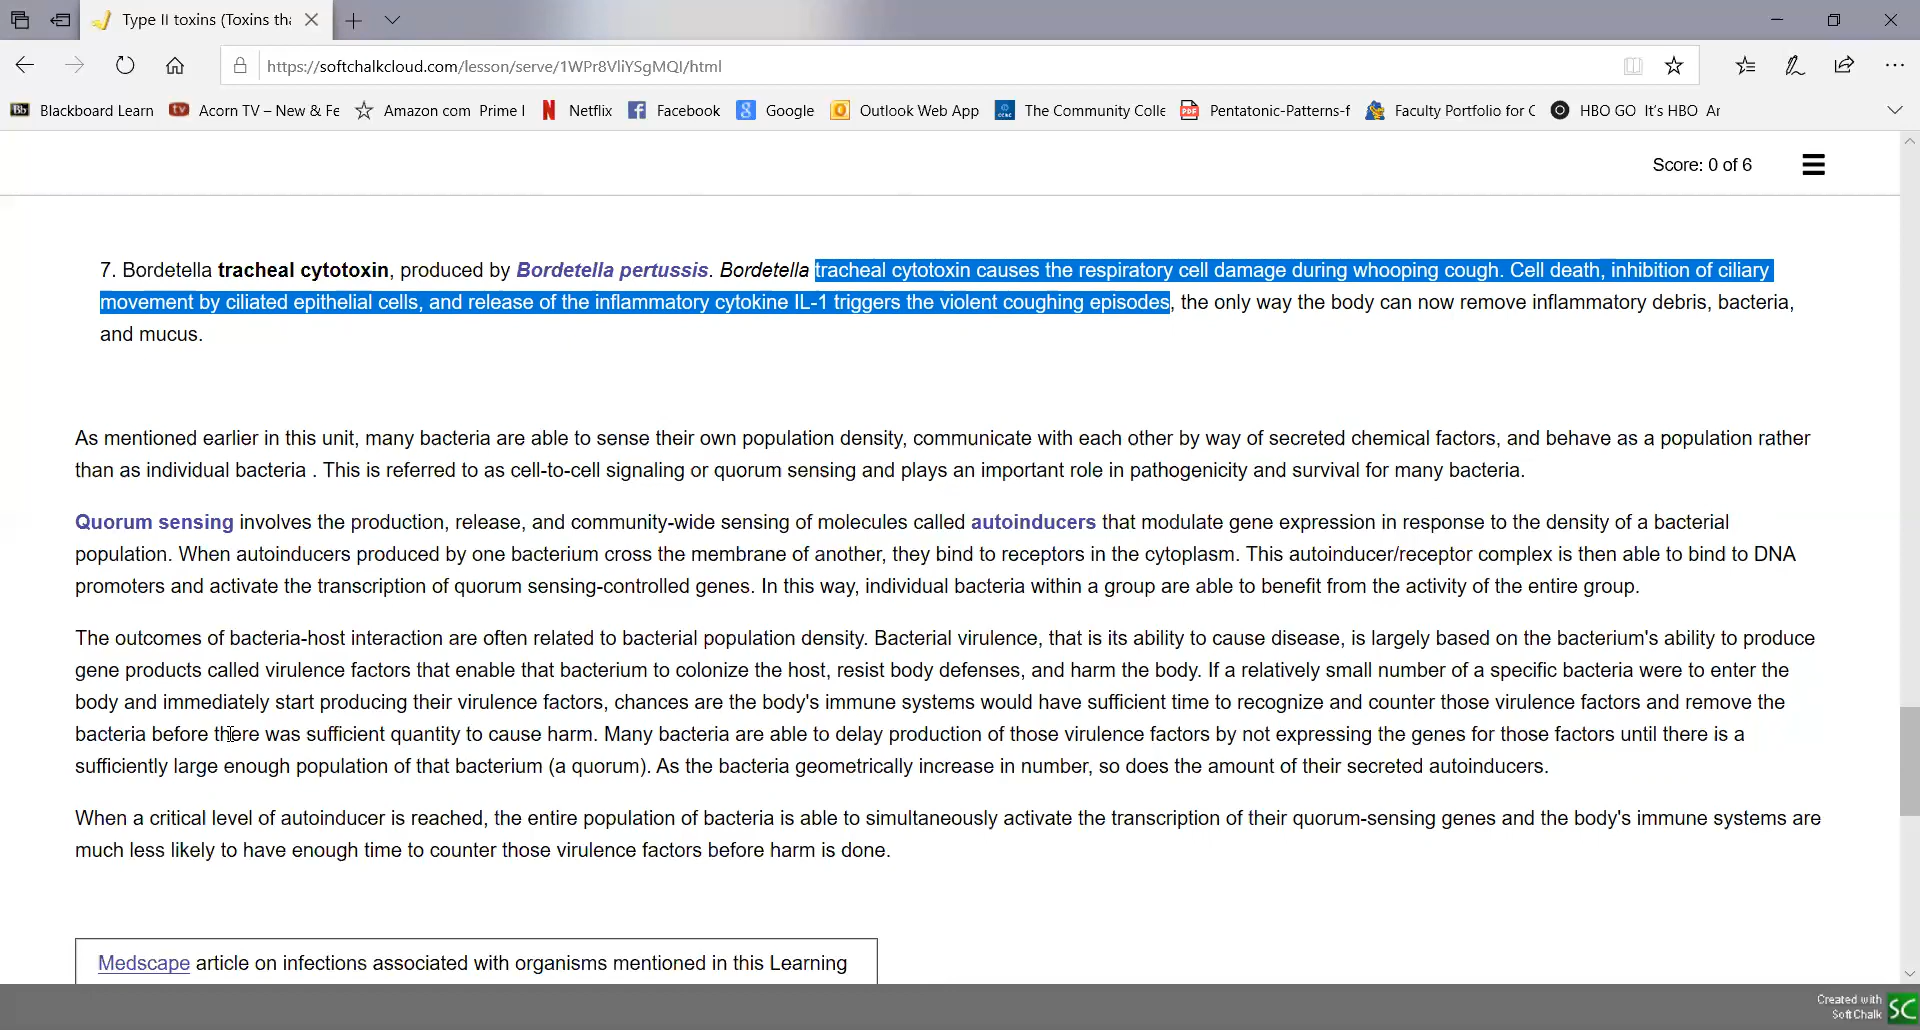 Type II toxins (Toxins tha
https://softchalkcloud.com/lesson/serve/1WPr8VliYSgMQI/html
Bb Blackboard Learn tv Acorn TV – New & Fe Amazon com Prime I N Netflix f Facebook 8 Google Outlook Web App The Community Colle PDF Pentatonic-Patterns-f Faculty Portfolio for C HBO GO It's HBO Ar
Score: 0 of 6
7. Bordetella tracheal cytotoxin, produced by Bordetella pertussis. Bordetella tracheal cytotoxin causes the respiratory cell damage during whooping cough. Cell death, inhibition of ciliary
movement by ciliated epithelial cells, and release of the inflammatory cytokine IL-1 triggers the violent coughing episodes, the only way the body can now remove inflammatory debris, bacteria,
and mucus.
As mentioned earlier in this unit, many bacteria are able to sense their own population density, communicate with each other by way of secreted chemical factors, and behave as a population rather
than as individual bacteria . This is referred to as cell-to-cell signaling or quorum sensing and plays an important role in pathogenicity and survival for many bacteria.
Quorum sensing involves the production, release, and community-wide sensing of molecules called autoinducers that modulate gene expression in response to the density of a bacterial
population. When autoinducers produced by one bacterium cross the membrane of another, they bind to receptors in the cytoplasm. This autoinducer/receptor complex is then able to bind to DNA
promoters and activate the transcription of quorum sensing-controlled genes. In this way, individual bacteria within a group are able to benefit from the activity of the entire group.
The outcomes of bacteria-host interaction are often related to bacterial population density. Bacterial virulence, that is its ability to cause disease, is largely based on the bacterium's ability to produce
gene products called virulence factors that enable that bacterium to colonize the host, resist body defenses, and harm the body. If a relatively small number of a specific bacteria were to enter the
body and immediately start producing their virulence factors, chances are the body's immune systems would have sufficient time to recognize and counter those virulence factors and remove the
bacteria before there was sufficient quantity to cause harm. Many bacteria are able to delay production of those virulence factors by not expressing the genes for those factors until there is a
sufficiently large enough population of that bacterium (a quorum). As the bacteria geometrically increase in number, so does the amount of their secreted autoinducers.
When a critical level of autoinducer is reached, the entire population of bacteria is able to simultaneously activate the transcription of their quorum-sensing genes and the body's immune systems are
much less likely to have enough time to counter those virulence factors before harm is done.
Medscape article on infections associated with organisms mentioned in this Learning
Created with
SoftChalk
SC